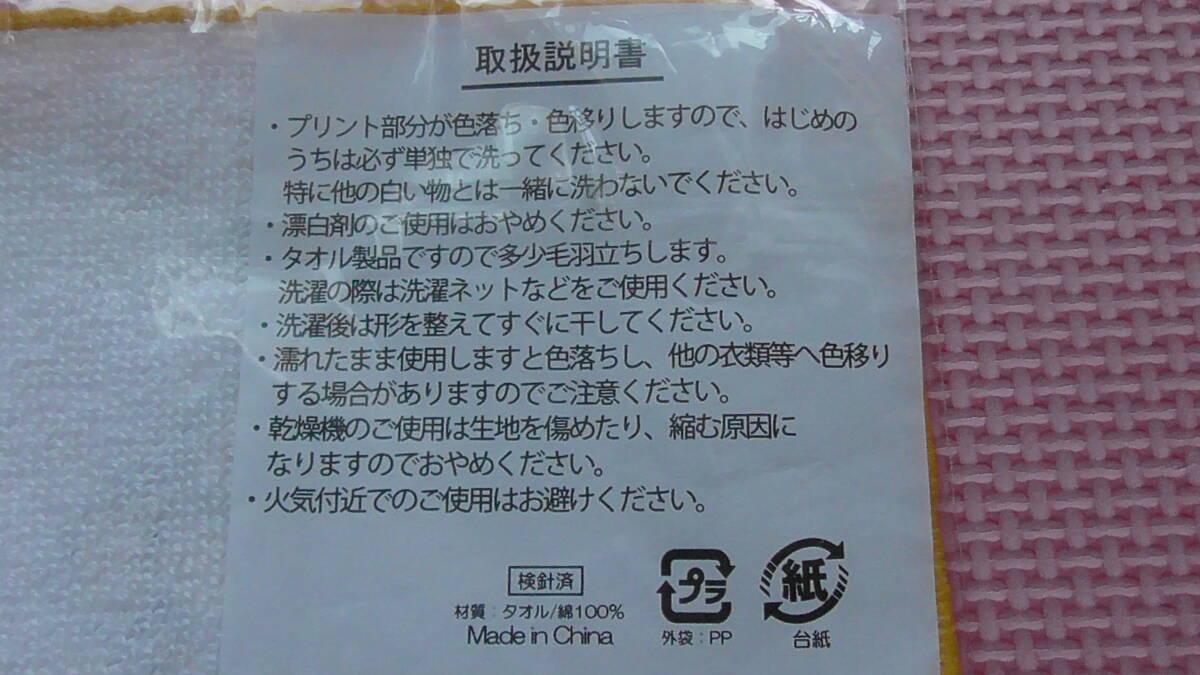 取扱説明書
・プリント部分が色落ち・色移りしますので、はじめの
うちは必ず単独で洗ってください。
特に他の白い物とは一緒に洗わないでください。
・漂白剤のご使用はおやめください。
・タオル製品ですので多少毛羽立ちします。
洗濯の際は洗濯ネットなどをご使用ください。
・洗濯後は形を整えてすぐに干してください。
・濡れたまま使用しますと色落ちし、他の衣類等へ色移り
する場合がありますのでご注意ください。
・乾燥機のご使用は生地を傷めたり、縮む原因に
なりますのでおやめください。
・火気付近でのご使用はお避けください。
検針済
材質：タオル/綿100%
Made in China
プラ
外袋：PP
紙
台紙